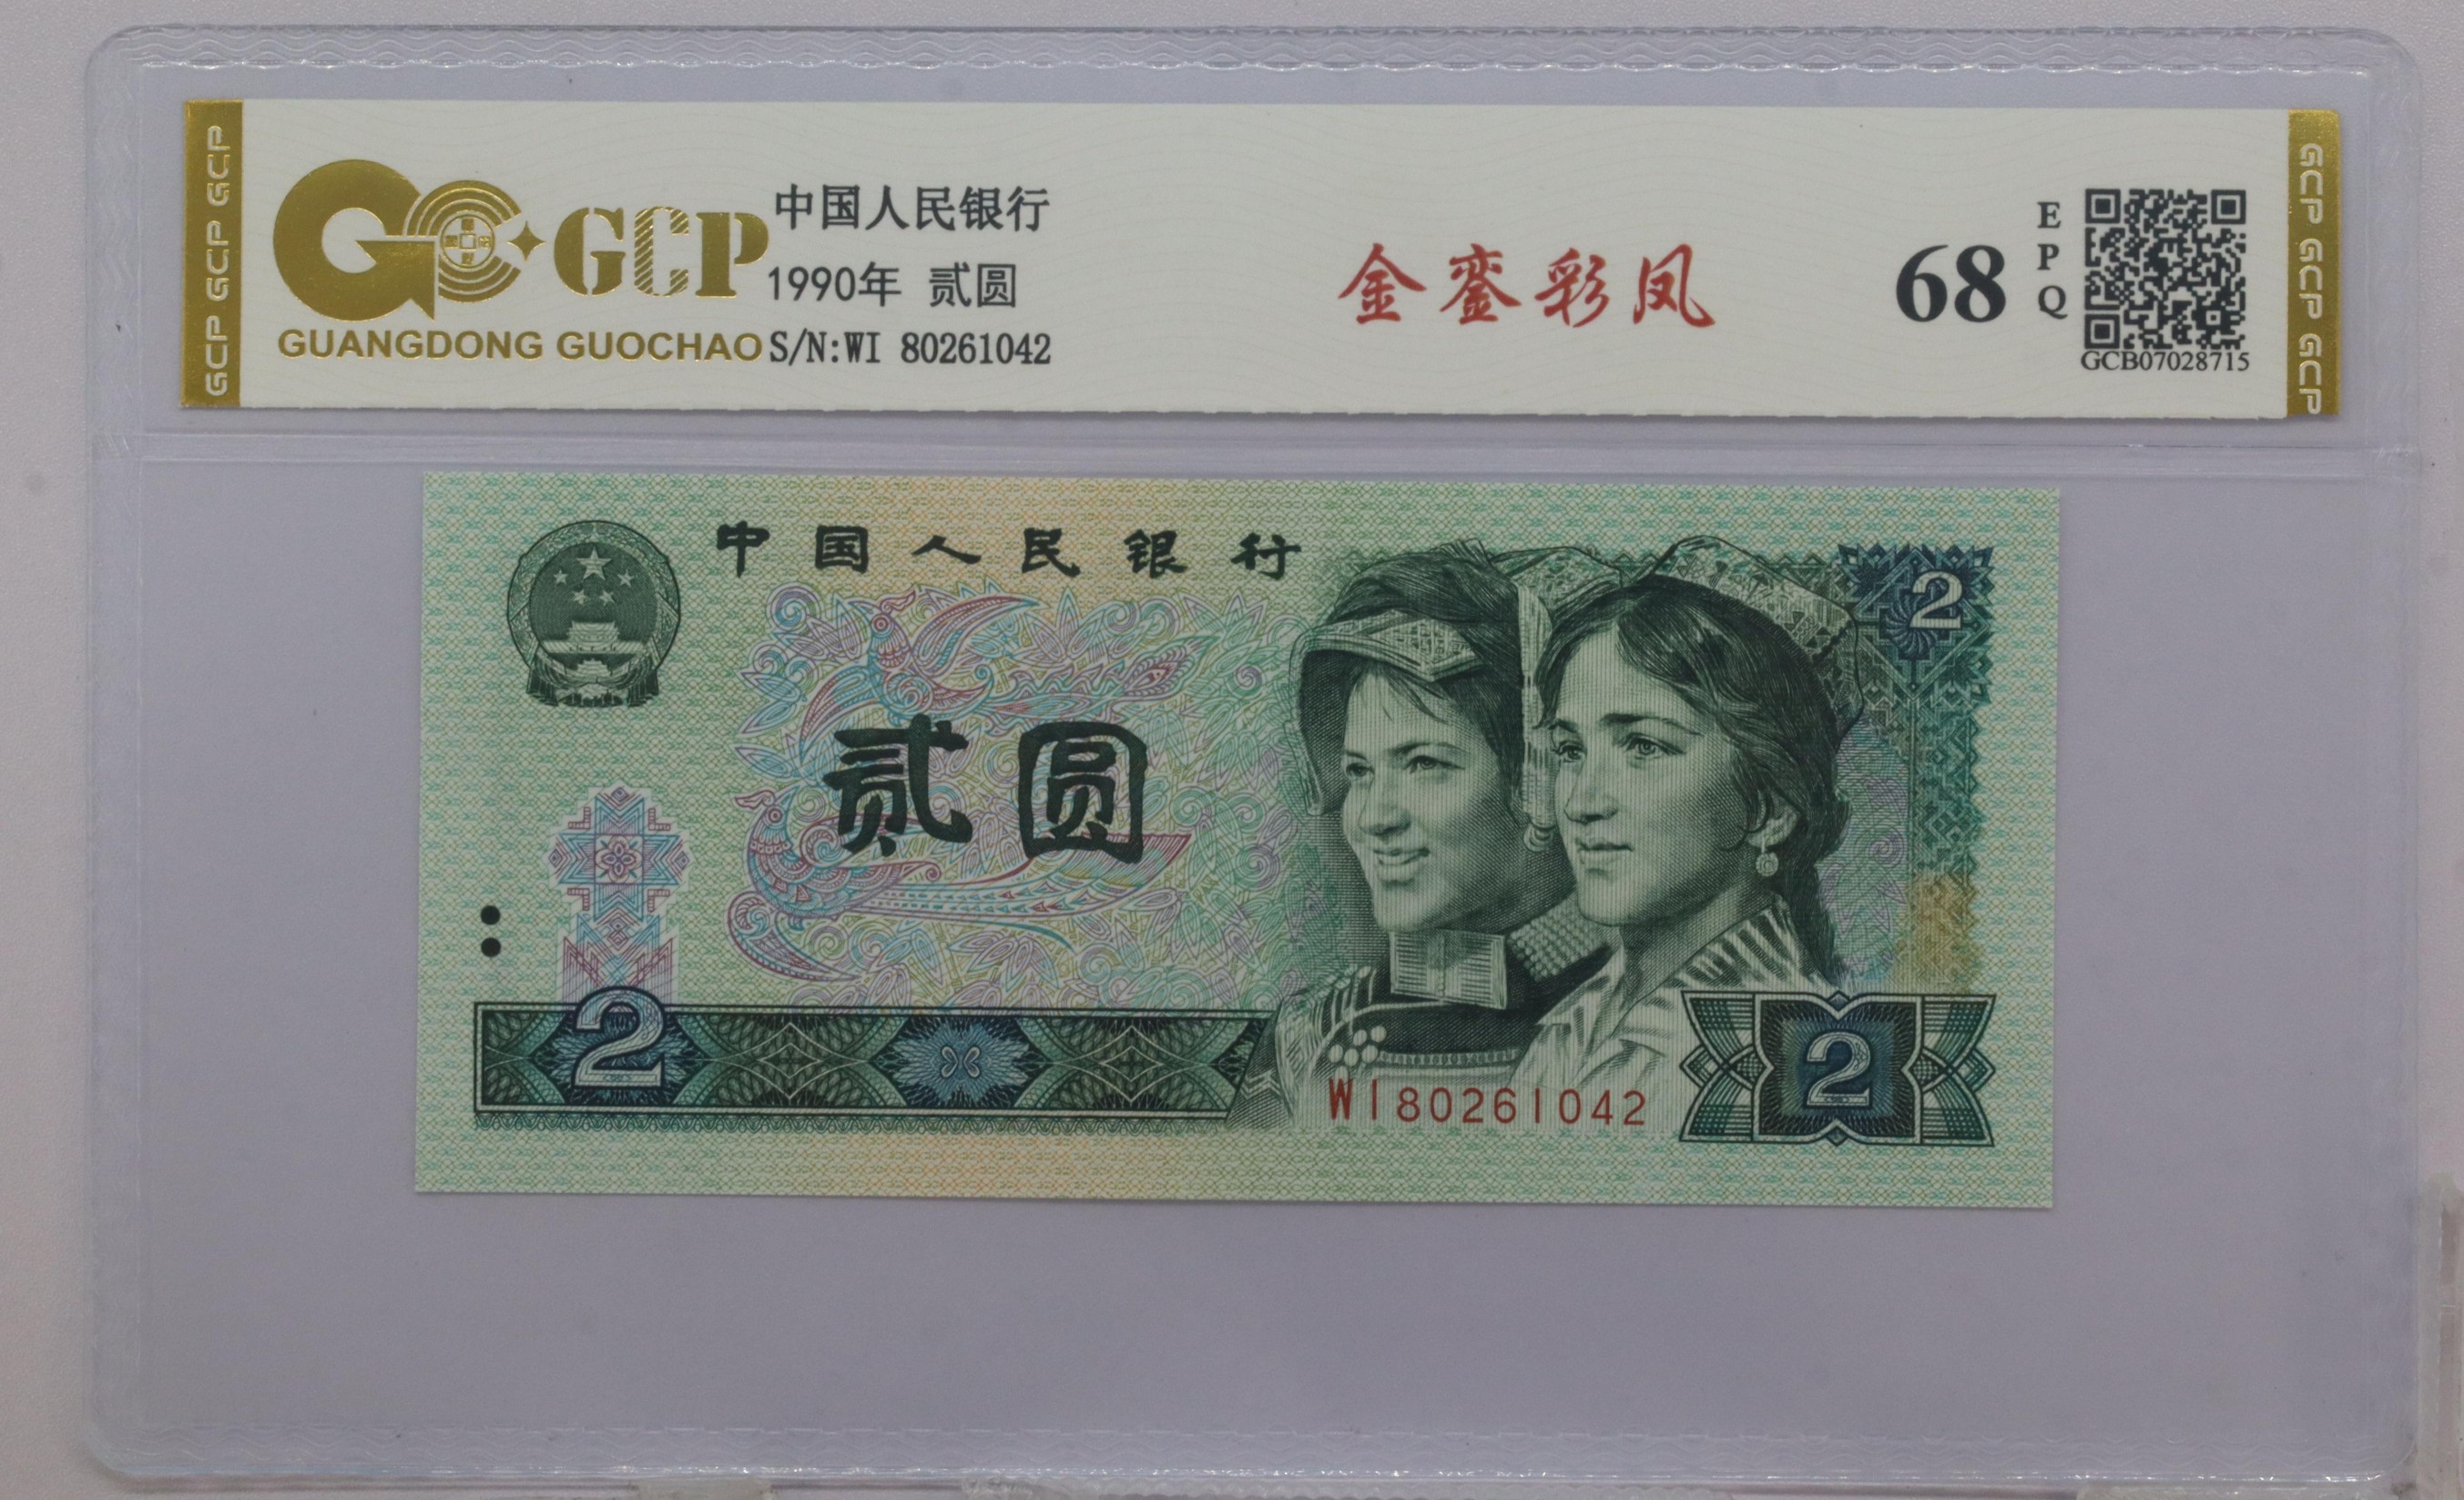 GCP GCP GCP
GCP
GUANGDONG GUOCHAO
中国人民银行
1990年 贰圆
S/N:WI 80261042
金銮彩凤
68
EPQ
GCB07028715
GCP GCP GCP
中国人民银行
2
贰圆
2
WI80261042
2